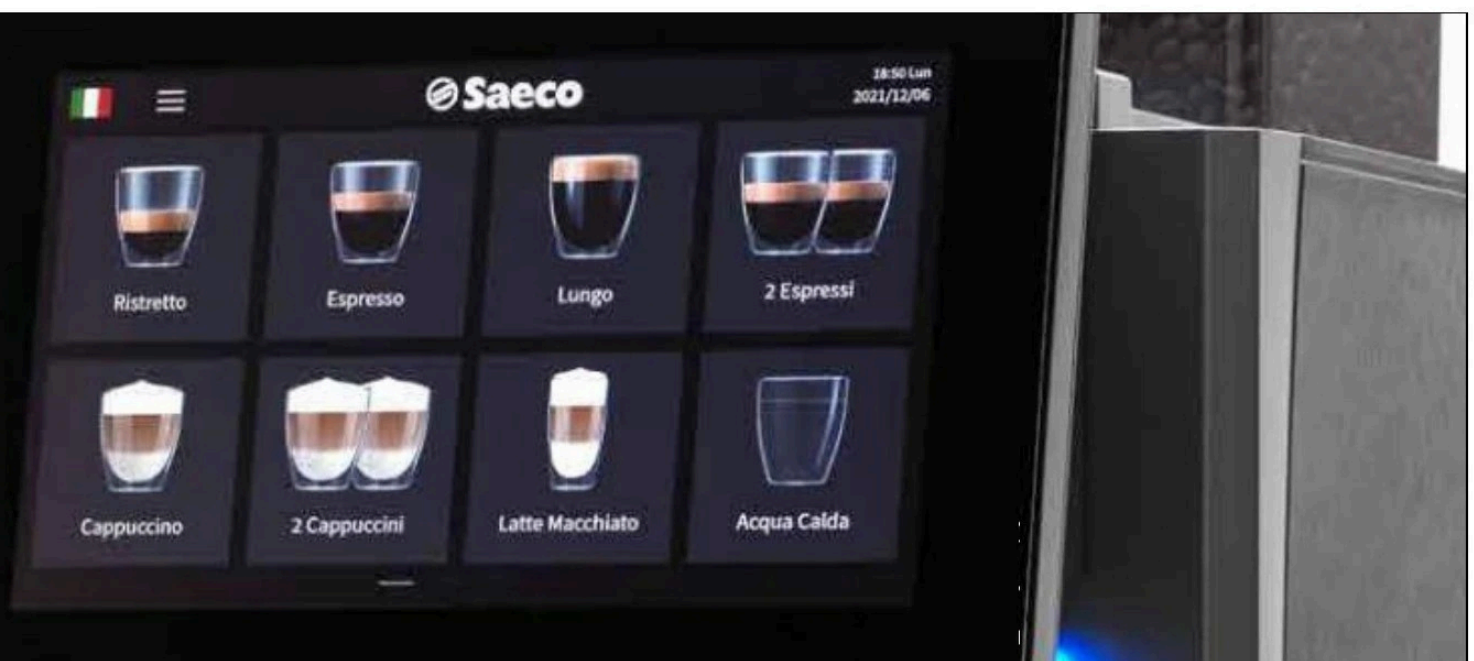 Saeco
18:50 Lun
2021/12/06
Ristretto
Espresso
Lungo
2 Espressi
Cappuccino
2 Cappuccini
Latte Macchiato
Acqua Calda